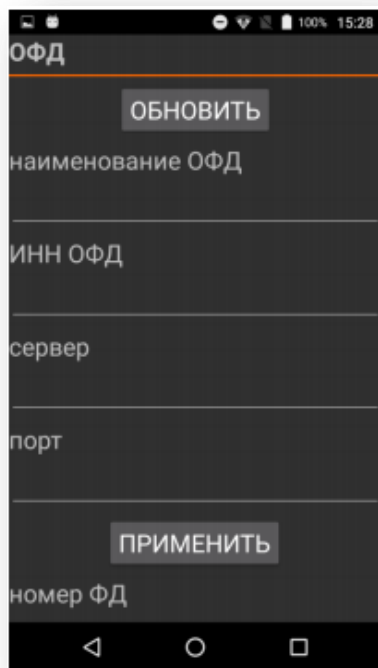 100% 15:28
ОФД
ОБНОВИТЬ
наименование ОФД
ИНН ОФД
сервер
порт
ПРИМЕНИТЬ
номер ФД